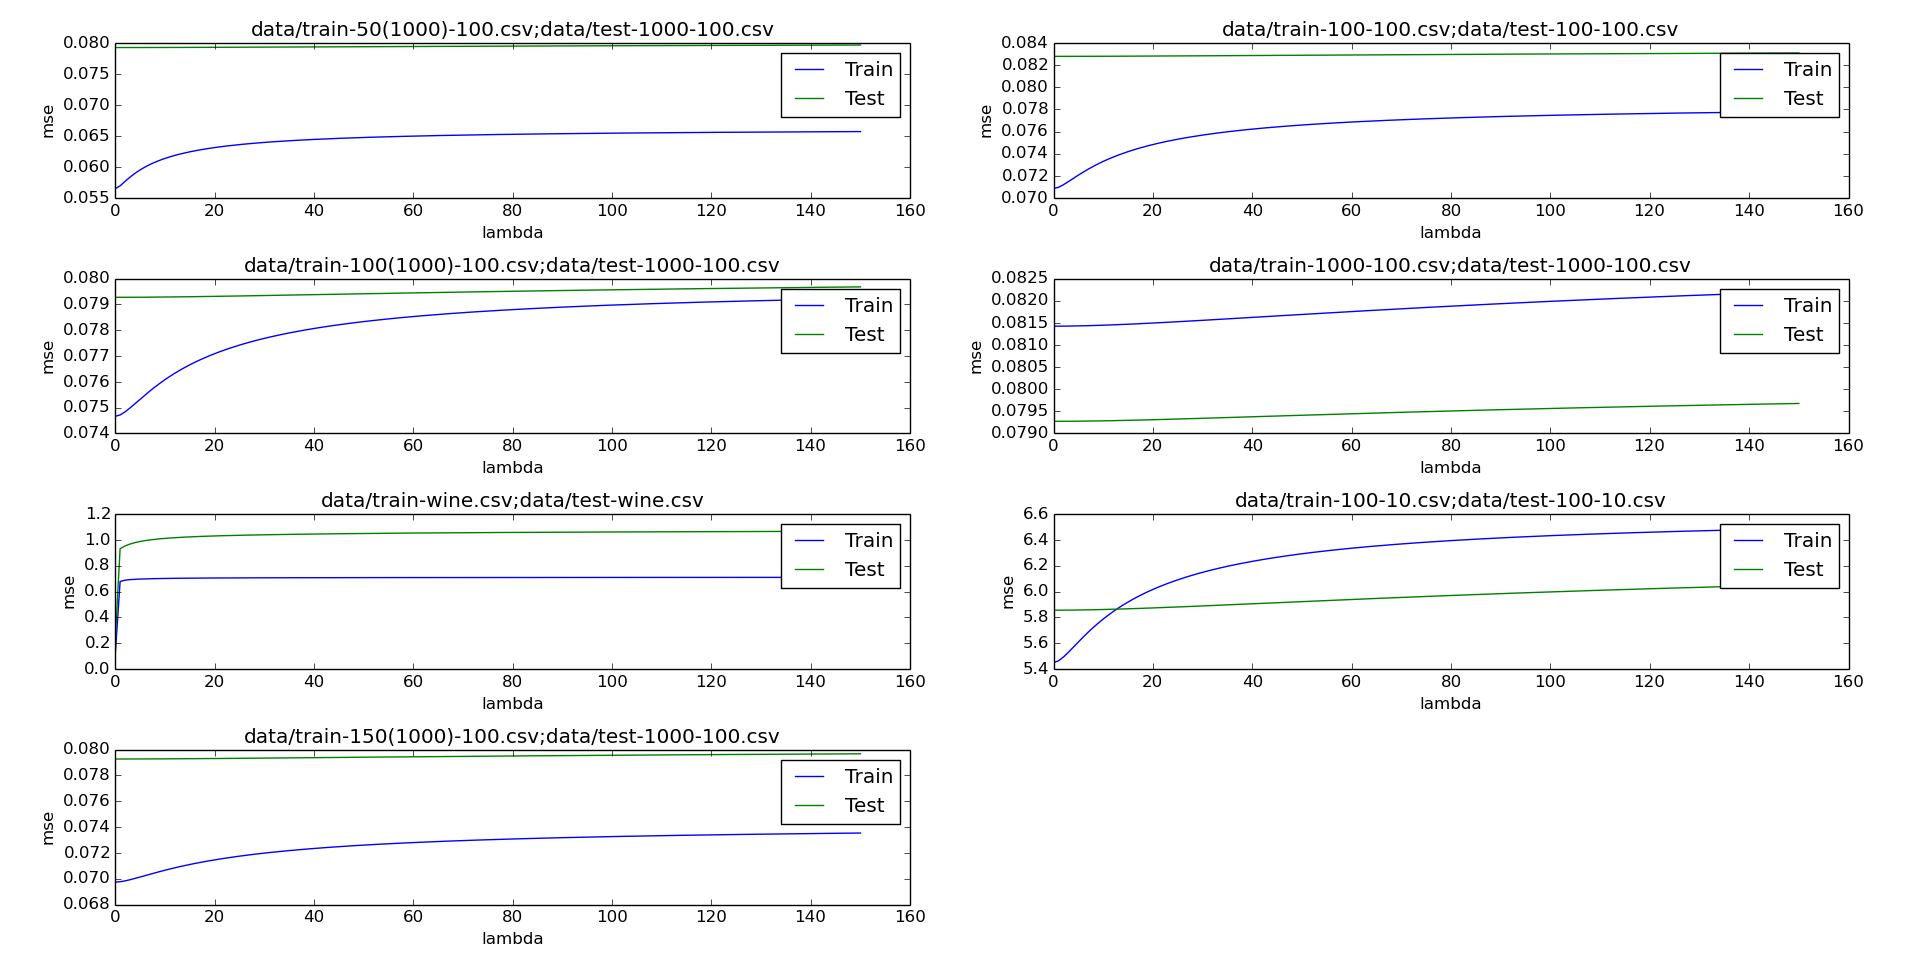 data/train-50(1000)-100.csv;data/test-1000-100.csv
0.080
0.075
0.070
0.065
0.060
0.055
mse
Train
Test
0 20 40 60 80 100 120 140 160
lambda
data/train-100-100.csv;data/test-100-100.csv
0.084
0.082
0.080
0.078
0.076
0.074
0.072
0.070
mse
Train
Test
0 20 40 60 80 100 120 140 160
lambda
data/train-100(1000)-100.csv;data/test-1000-100.csv
0.080
0.079
0.078
0.077
0.076
0.075
0.074
mse
Train
Test
0 20 40 60 80 100 120 140 160
lambda
data/train-1000-100.csv;data/test-1000-100.csv
0.0825
0.0820
0.0815
0.0810
0.0805
0.0800
0.0795
0.0790
mse
Train
Test
0 20 40 60 80 100 120 140 160
lambda
data/train-wine.csv;data/test-wine.csv
1.2
1.0
0.8
0.6
0.4
0.2
0.0
mse
Train
Test
0 20 40 60 80 100 120 140 160
lambda
data/train-100-10.csv;data/test-100-10.csv
6.6
6.4
6.2
6.0
5.8
5.6
5.4
mse
Train
Test
0 20 40 60 80 100 120 140 160
lambda
data/train-150(1000)-100.csv;data/test-1000-100.csv
0.080
0.078
0.076
0.074
0.072
0.070
0.068
mse
Train
Test
0 20 40 60 80 100 120 140 160
lambda